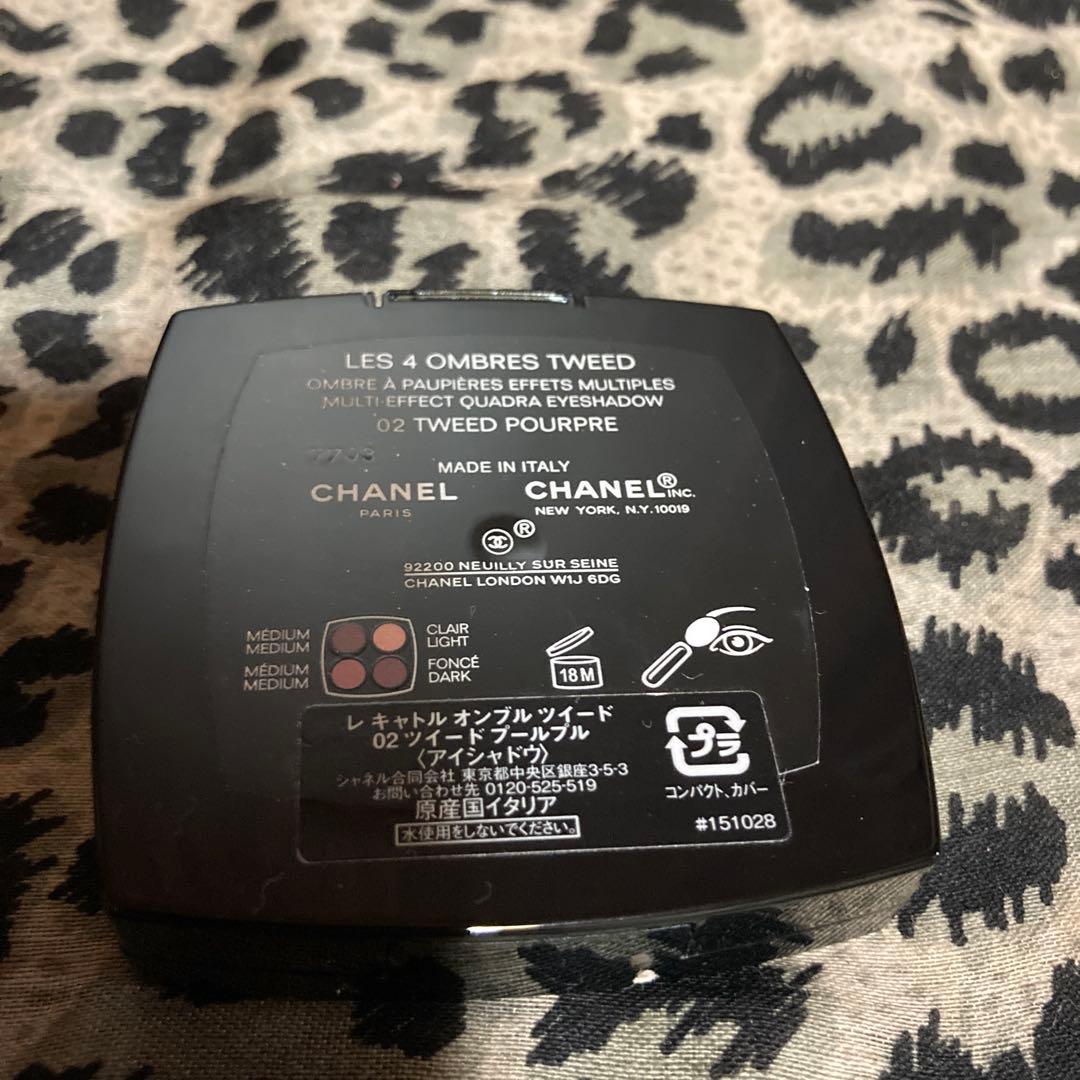 LES 4 OMBRES TWEED
OMBRE À PAUPIÈRES EFFETS MULTIPLES
MULTI-EFFECT QUADRA EYESHADOW
02 TWEED POURPRE
MADE IN ITALY
CHANEL CHANEL® INC.
PARIS NEW YORK, N.Y. 10019
®
92200 NEUILLY SUR SEINE
CHANEL LONDON W1J 6DG
MÉDIUM CLAIR
MEDIUM LIGHT
MÉDIUM FONCÉ
MEDIUM DARK
18 M
レ キャトル オンブル ツイード
02 ツイード プールプル
〈アイシャドウ〉
シャネル合同会社 東京都中央区銀座3-5-3
お問い合わせ先 0120-525-519
原産国イタリア
水使用をしないでください。
プラ
コンパクト、カバー
#151028